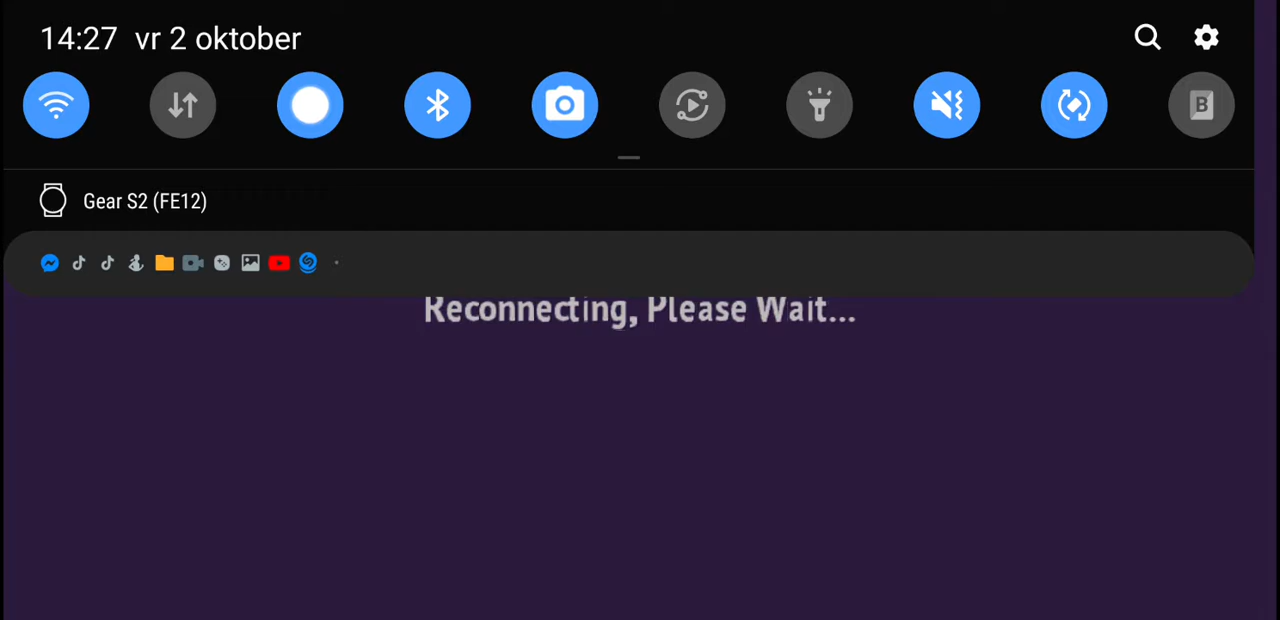 14:27 vr 2 oktober
B
Gear S2 (FE12)
Reconnecting, Please Wait...